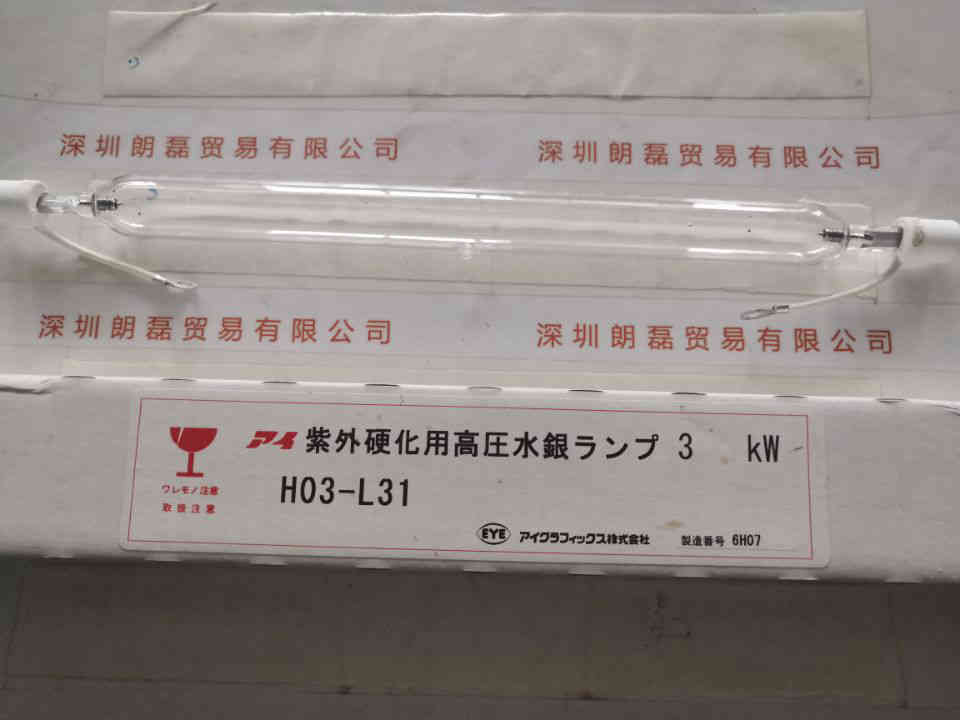 深圳朗磊贸易有限公司 深圳朗磊贸易有限公司
深圳朗磊贸易有限公司 深圳朗磊贸易有限公司
アイ 紫外硬化用高圧水銀ランプ 3 kW
H03-L31
ワレモノ注意
取扱注意
EYE アイグラフィックス株式会社 製造番号 6H07